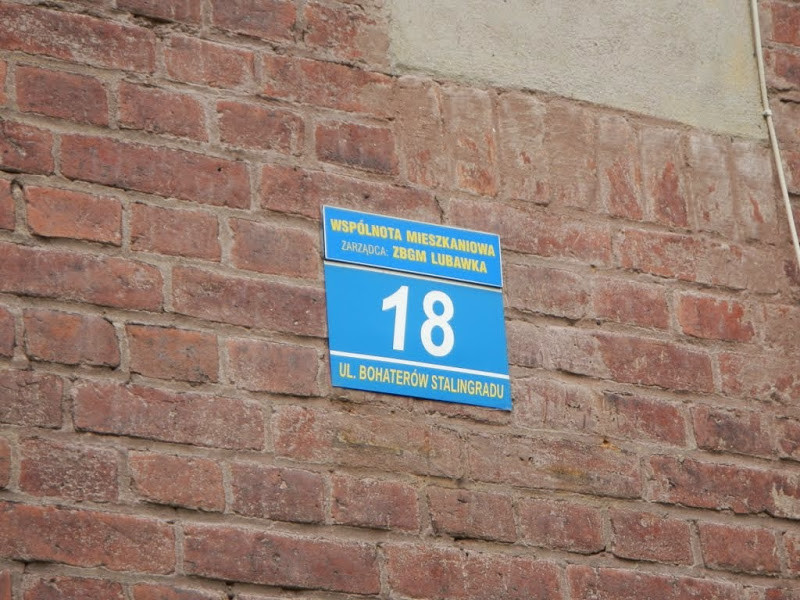 WSPÓLNOTA MIESZKANIOWA
ZARZĄDCA: ZBGM LUBAWKA
18
UL. BOHATERÓW STALINGRADU